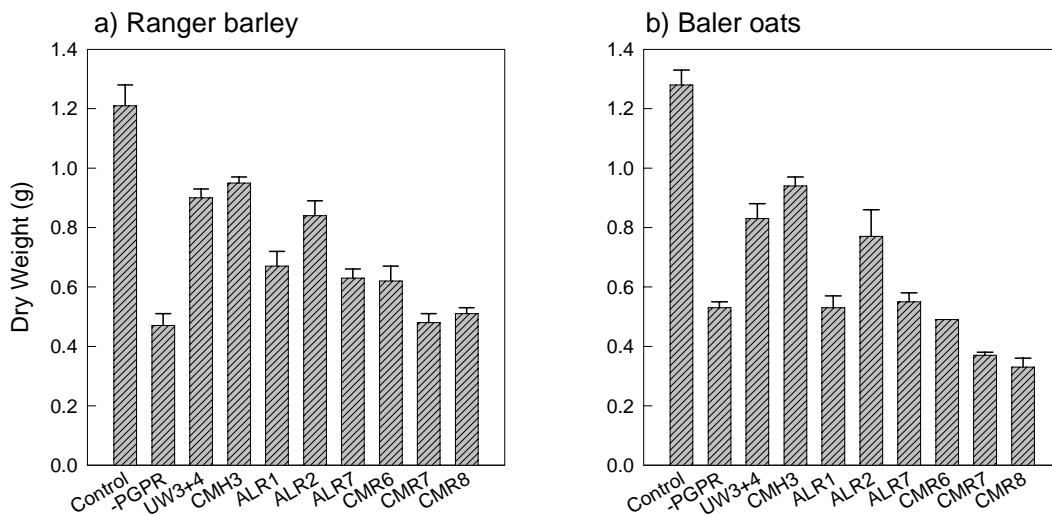 a) Ranger barley
Dry Weight (g)
1.4
1.2
1.0
0.8
0.6
0.4
0.2
0.0
Control
-PGPR
UW3+4
CMH3
ALR1
ALR2
ALR7
CMR6
CMR7
CMR8
b) Baler oats
1.4
1.2
1.0
0.8
0.6
0.4
0.2
0.0
Control
-PGPR
UW3+4
CMH3
ALR1
ALR2
ALR7
CMR6
CMR7
CMR8